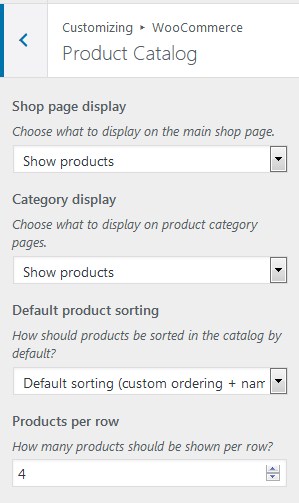 Customizing ▸ WooCommerce
Product Catalog
Shop page display
Choose what to display on the main shop page.
Show products
Category display
Choose what to display on product category
pages.
Show products
Default product sorting
How should products be sorted in the catalog by
default?
Default sorting (custom ordering + nam
Products per row
How many products should be shown per row?
4